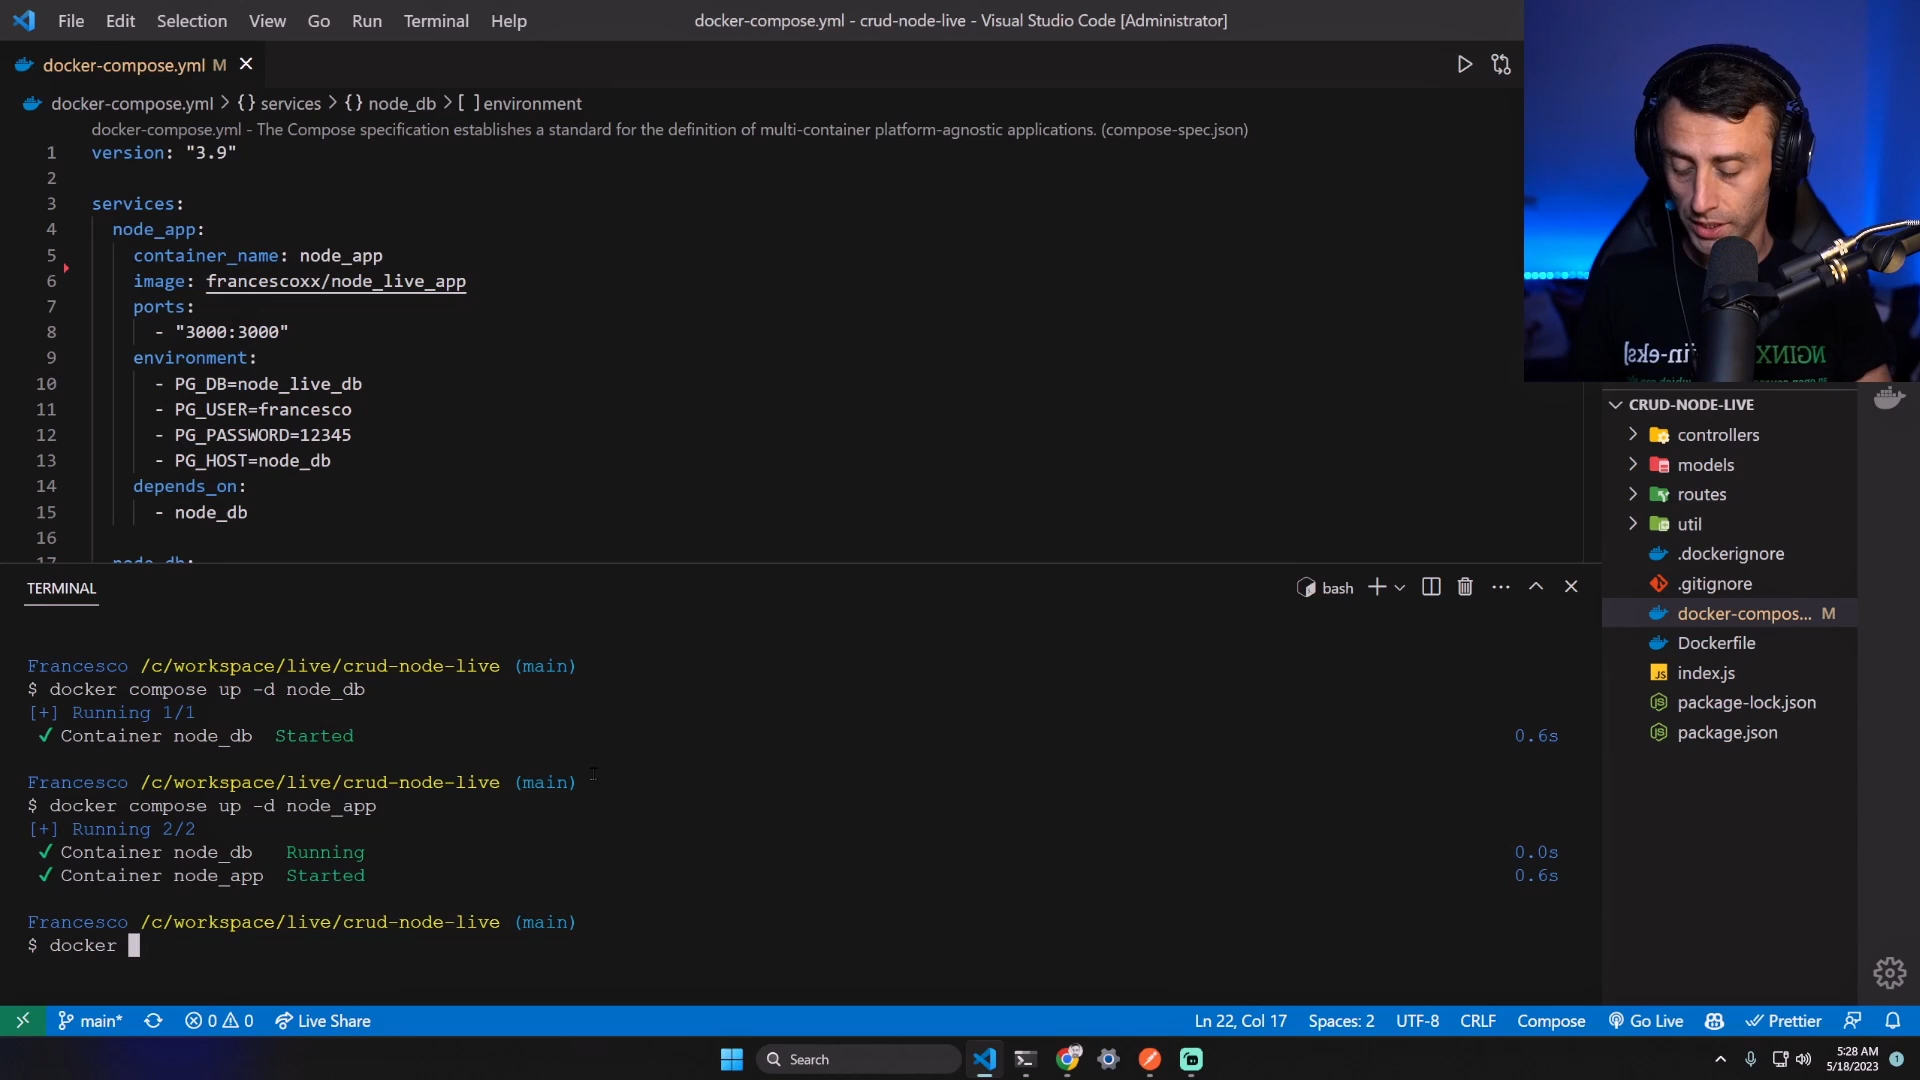 File Edit Selection View Go Run Terminal Help
docker-compose.yml - crud-node-live - Visual Studio Code [Administrator]
docker-compose.yml M
docker-compose.yml > {} services > {} node_db > [ ] environment
docker-compose.yml - The Compose specification establishes a standard for the definition of multi-container platform-agnostic applications. (compose-spec.json)
1 version: "3.9"
2
3 services:
4 node_app:
5 container_name: node_app
6 image: francescoxx/node_live_app
7 ports:
8 - "3000:3000"
9 environment:
10 - PG_DB=node_live_db
11 - PG_USER=francesco
12 - PG_PASSWORD=12345
13 - PG_HOST=node_db
14 depends_on:
15 - node_db
16
17 node_db:
NGINX
CRUD-NODE-LIVE
controllers
models
routes
util
.dockerignore
.gitignore
docker-compos... M
Dockerfile
JS index.js
package-lock.json
package.json
TERMINAL
bash
Francesco /c/workspace/live/crud-node-live (main)
$ docker compose up -d node_db
[+] Running 1/1
✓ Container node_db Started 0.6s
Francesco /c/workspace/live/crud-node-live (main)
$ docker compose up -d node_app
[+] Running 2/2
✓ Container node_db Running 0.0s
✓ Container node_app Started 0.6s
Francesco /c/workspace/live/crud-node-live (main)
$ docker
main* 0 0 Live Share
Ln 22, Col 17 Spaces: 2 UTF-8 CRLF Compose Go Live Prettier
Search
5:28 AM
5/18/2023
1